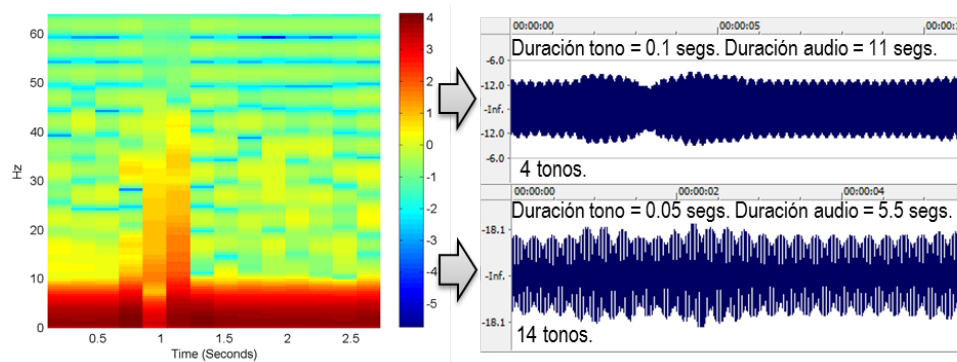 60
50
40
30
20
10
0
Hz
0.5 1 1.5 2 2.5
Time (Seconds)
4
3
2
1
0
-1
-2
-3
-4
-5
00:00:00 00:00:05
Duración tono = 0.1 segs. Duración audio = 11 segs.
-6.0
-12.0
-Inf.
-12.0
-6.0
4 tonos.
00:00:00 00:00:02 00:00:04
Duración tono = 0.05 segs. Duración audio = 5.5 segs.
-18.1
-Inf.
-18.1
14 tonos.